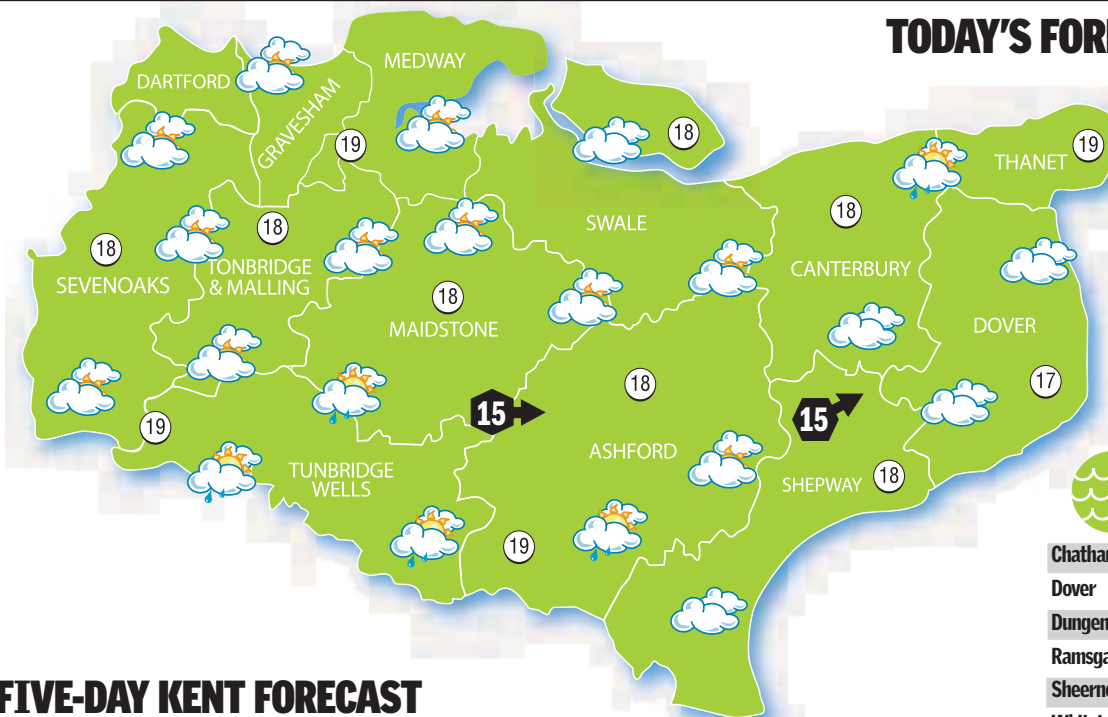 TODAY'S
MEDWAY
DARTFORD
GRAVESHAM
19
18
THANET
19
18
SWALE
18
18
SEVENOAKS
TONBRIDGE
& MALLING
CANTERBURY
18
MAIDSTONE
DOVER
18
17
15
15
19
ASHFORD
TUNBRIDGE
WELLS
SHEPWAY
18
19
Dover
FIVE-DAY KENT FORECAST